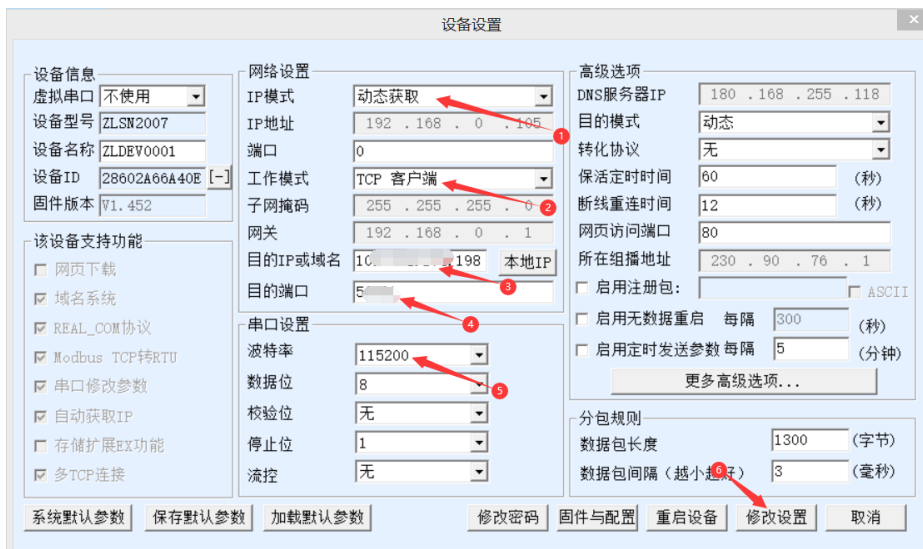 设备设置
设备信息
虚拟串口 不使用
设备型号 ZLSN2007
设备名称 ZLDEV0001
设备ID 28602A66A40E [-]
固件版本 V1.452
该设备支持功能
网页下载
域名系统
REAL_COM协议
Modbus TCP转RTU
串口修改参数
自动获取IP
存储扩展EX功能
多TCP连接
网络设置
IP模式 动态获取
1
IP地址 192 .168 . 0 .105
端口 0
工作模式 TCP 客户端
2
子网掩码 255 . 255 . 255 . 0
网关 192 .168 . 0 . 1
目的IP或域名 10 .198 本地IP
3
目的端口 5
4
串口设置
波特率 115200
5
数据位 8
校验位 无
停止位 1
流控 无
高级选项
DNS服务器IP 180 .168 .255 .118
目的模式 动态
转化协议 无
保活定时时间 60 (秒)
断线重连时间 12 (秒)
网页访问端口 80
所在组播地址 230 . 90 . 76 . 1
启用注册包: ASCII
启用无数据重启 每隔 300 (秒)
启用定时发送参数 每隔 5 (分钟)
更多高级选项...
分包规则
数据包长度 1300 (字节)
数据包间隔(越小越好) 3 (毫秒)
6
系统默认参数 保存默认参数 加载默认参数 修改密码 固件与配置 重启设备 修改设置 取消